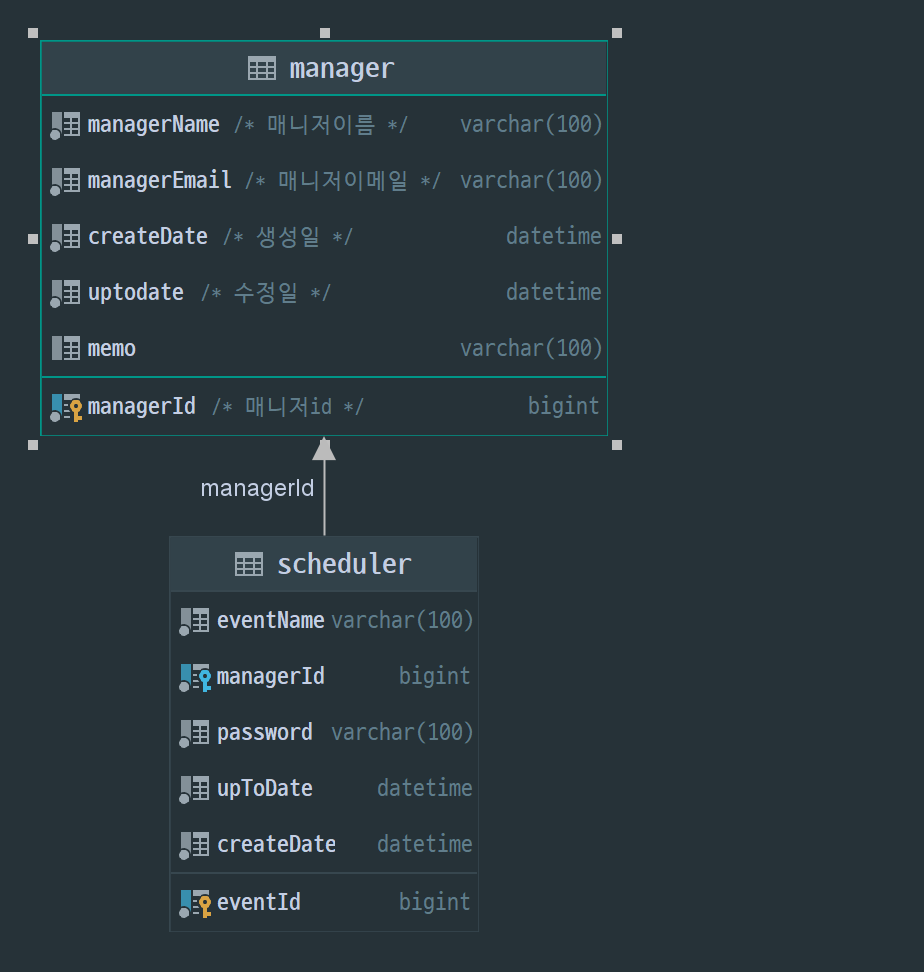 manager
managerName /* 매니저이름 */ varchar(100)
managerEmail /* 매니저이메일 */ varchar(100)
createDate /* 생성일 */ datetime
uptodate /* 수정일 */ datetime
memo varchar(100)
managerId /* 매니저id */ bigint
managerId
scheduler
eventName varchar(100)
managerId bigint
password varchar(100)
upToDate datetime
createDate datetime
eventId bigint